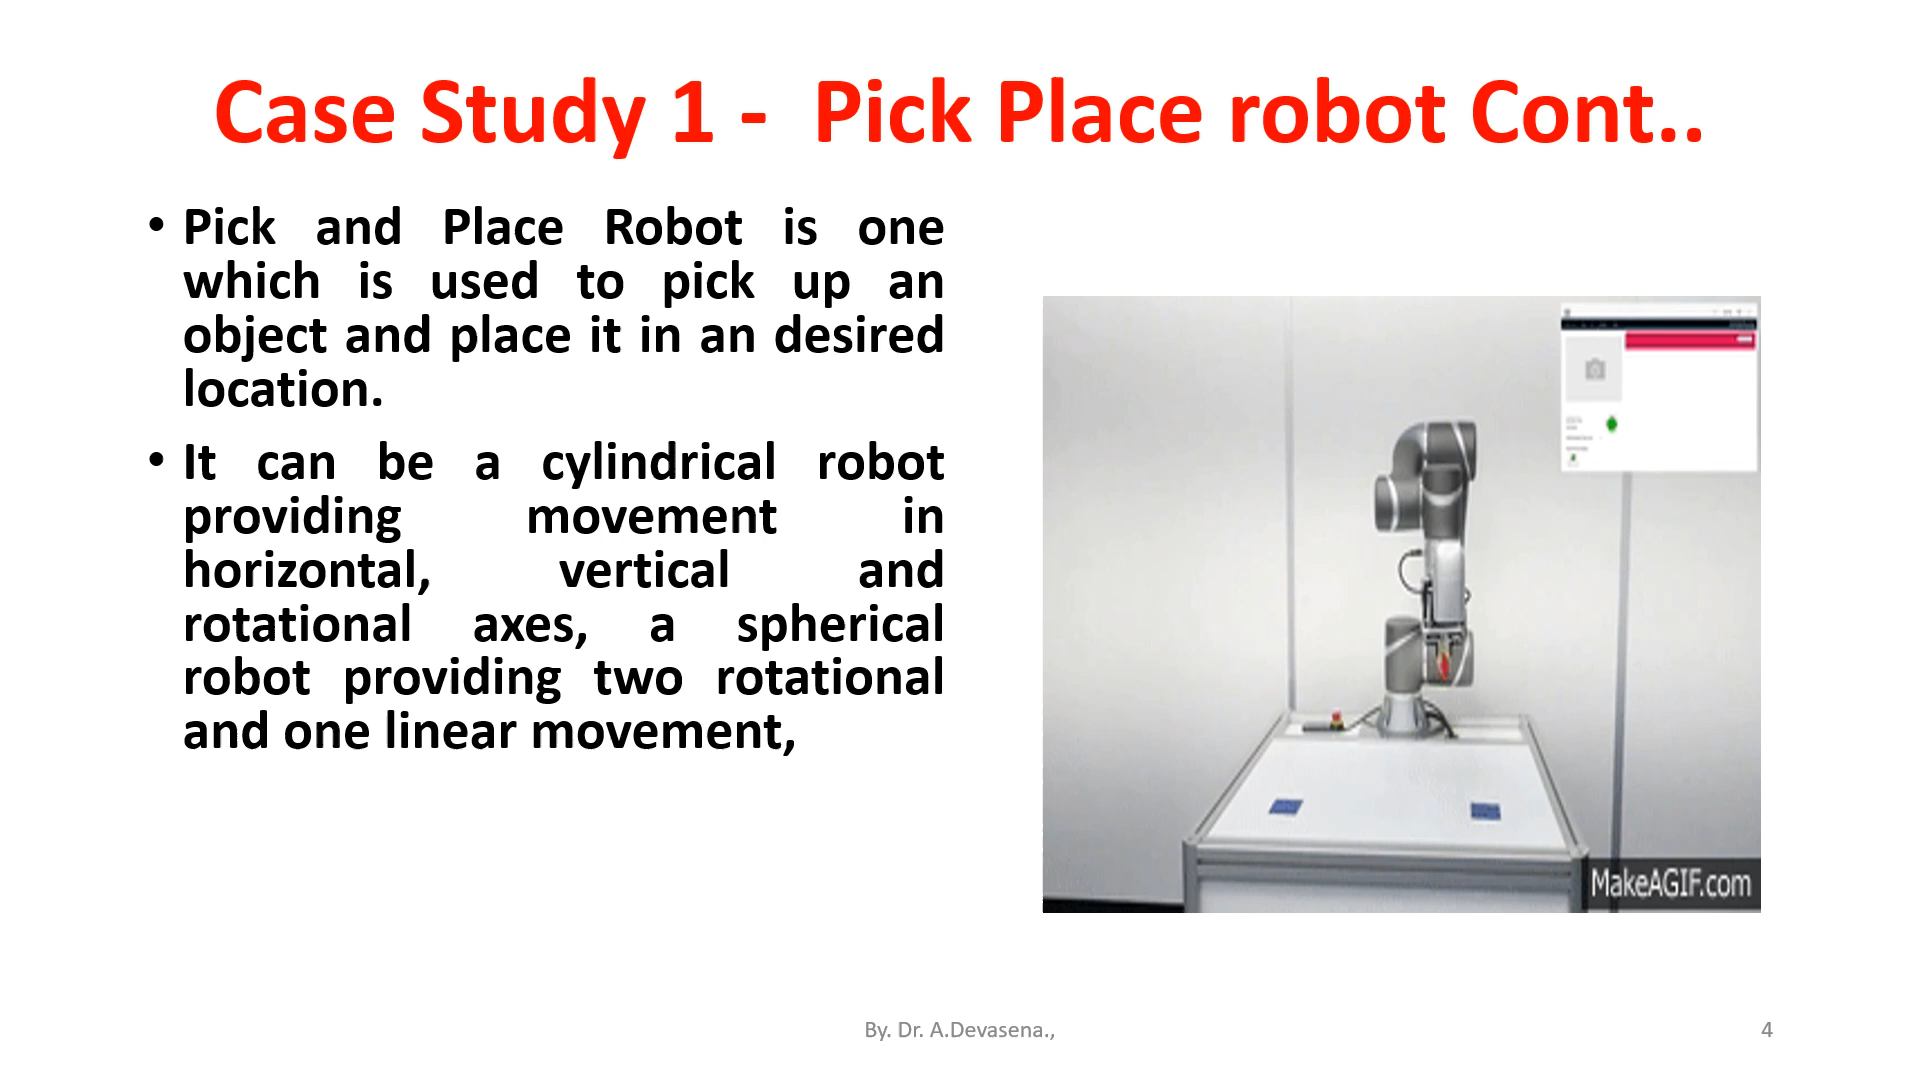 Case Study 1 -  Pick Place robot Cont..
• Pick and Place Robot is one
which is used to pick up an
object and place it in an desired
location.
• It can be a cylindrical robot
providing movement in
horizontal, vertical and
rotational axes, a spherical
robot providing two rotational
and one linear movement,
MakeAGIF.com
By. Dr. A.Devasena.,
4